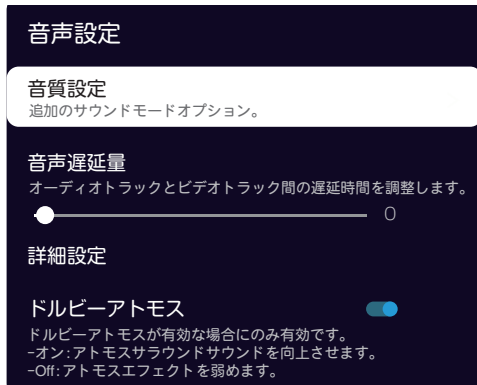 音声設定
音質設定
追加のサウンドモードオプション。
音声遅延量
オーディオトラックとビデオトラック間の遅延時間を調整します。
0
詳細設定
ドルビーアトモス
ドルビーアトモスが有効な場合にのみ有効です。
-オン:アトモスサラウンドサウンドを向上させます。
-Off:アトモスエフェクトを弱めます。